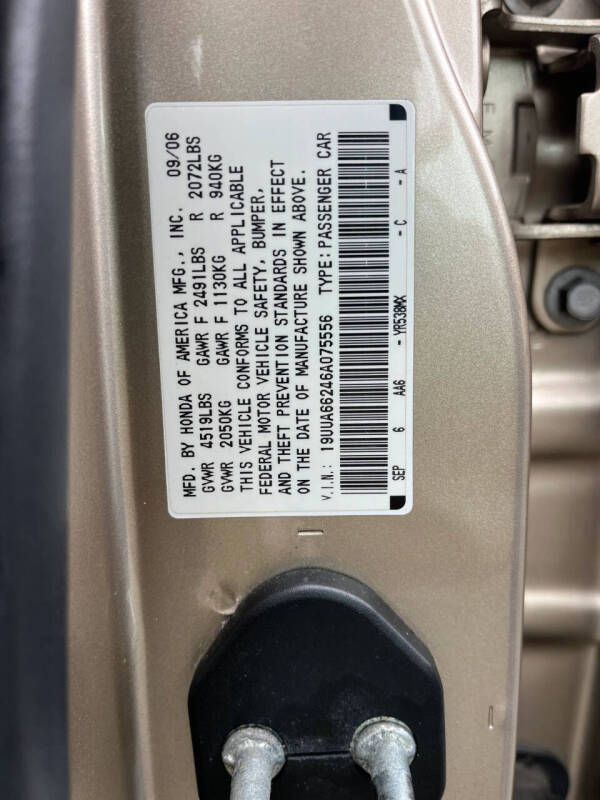 MFD. BY HONDA OF AMERICA MFG., INC. 09/06
GVWR 4519LBS GAWR F 2491LBS R 2072LBS
GVWR 2050KG GAWR F 1130KG R 940KG
THIS VEHICLE CONFORMS TO ALL APPLICABLE
FEDERAL MOTOR VEHICLE SAFETY, BUMPER,
AND THEFT PREVENTION STANDARDS IN EFFECT
ON THE DATE OF MANUFACTURE SHOWN ABOVE.
V.I.N.: 19UUA66246A075556 TYPE: PASSENGER CAR
SEP 6 AA6 -YR538MX -C -A